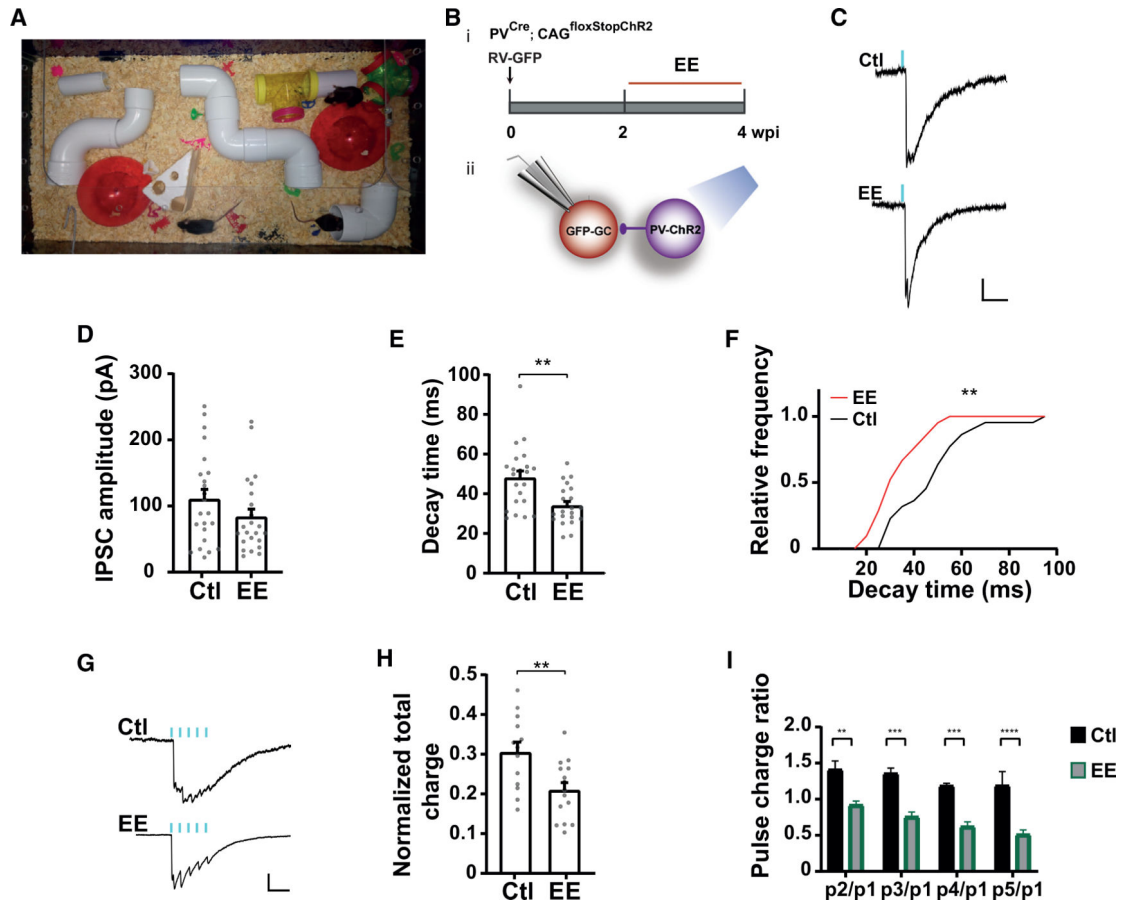 A
B
i PV^Cre; CAG^floxStopChR2
RV-GFP
EE
0 2 4 wpi
ii
GFP-GC PV-ChR2
C
Ctl
EE
D
IPSC amplitude (pA)
300
200
100
0
Ctl EE
E
Decay time (ms)
**
100
80
60
40
20
0
Ctl EE
F
Relative frequency
EE
Ctl
**
1.0
0.5
0
20 40 60 80 100
Decay time (ms)
G
Ctl
EE
H
Normalized total
charge
**
0.5
0.4
0.3
0.2
0.1
0
Ctl EE
I
Pulse charge ratio
2.0
1.5
1.0
0.5
0
** *** *** ****
p2/p1 p3/p1 p4/p1 p5/p1
Ctl
EE